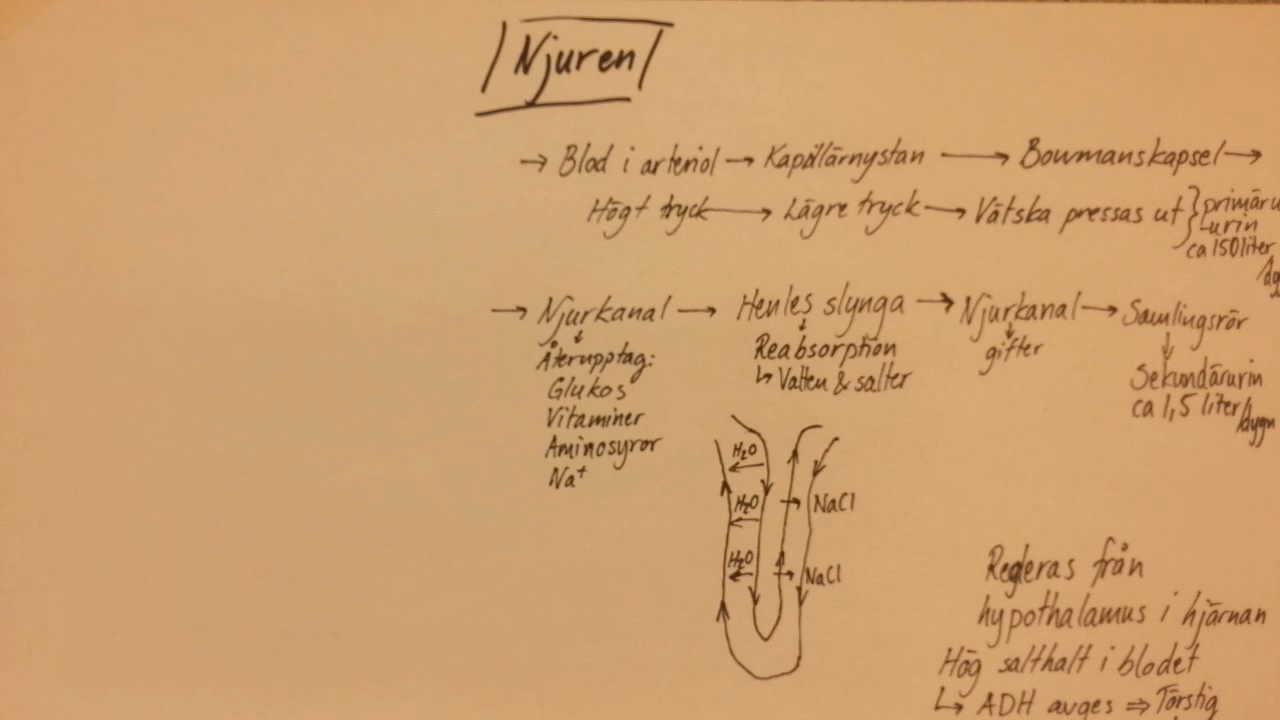 Njuren
→ Blod i arteriol → Kapillärnystan → Bowmanskapsel →
Högt tryck → Lägre tryck → Vätska pressas ut } primäru
-urin
ca 150 liter
/dy
→ Njurkanal → Henles slynga → Njurkanal → Samlingsrör
↓ Återupptag:
Glukos
Vitaminer
Aminosyror
Na⁺
↓ Reabsorption
↳ Vatten & salter
↓ gifter
↓ Sekundärurin
ca 1,5 liter/dygn
H₂O
H₂O
H₂O
NaCl
NaCl
Regleras från
hypothalamus i hjärnan
Hög salthalt i blodet
↳ ADH avges ⇒ Törstig